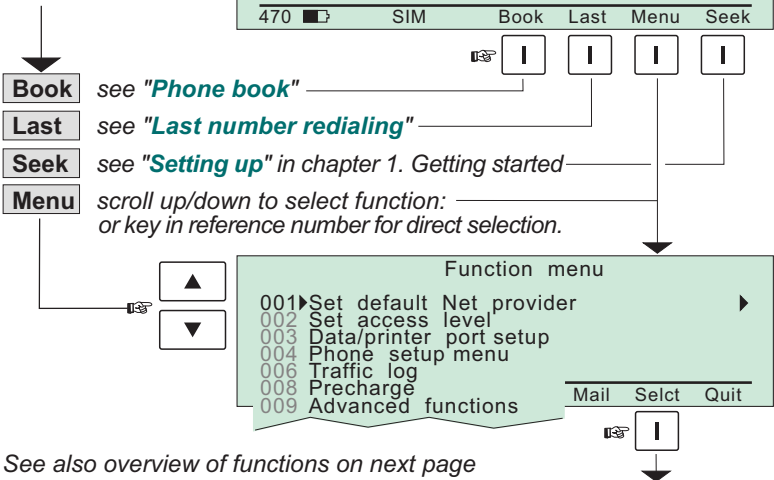 470 SIM Book Last Menu Seek
Book see "Phone book"
Last see "Last number redialing"
Seek see "Setting up" in chapter 1. Getting started
Menu scroll up/down to select function:
or key in reference number for direct selection.
Function menu
001 Set default Net provider
002 Set access level
003 Data/printer port setup
004 Phone setup menu
006 Traffic log
008 Precharge
009 Advanced functions
Mail Selct Quit
See also overview of functions on next page